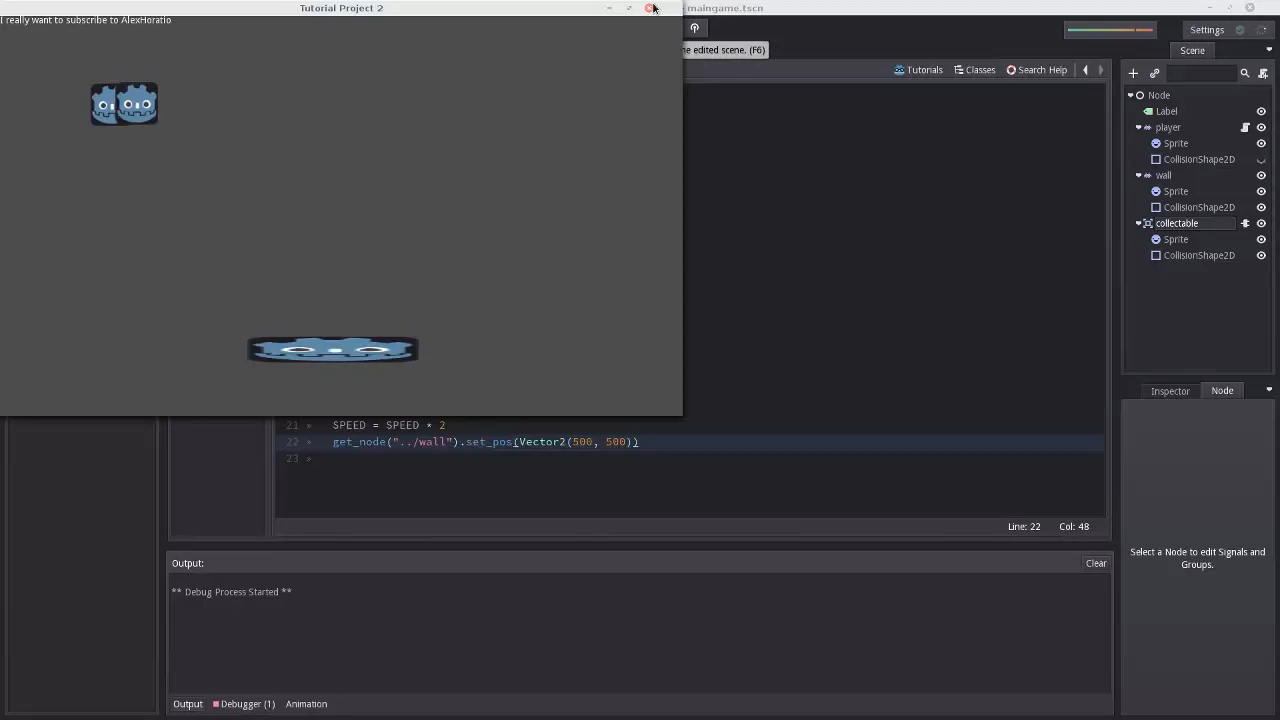 Tutorial Project 2
maingame.tscn
I really want to subscribe to AlexHoratio
Settings
e edited scene. (F6)
Scene
Tutorials
Classes
Search Help
Node
Label
player
Sprite
CollisionShape2D
wall
Sprite
CollisionShape2D
collectable
Sprite
CollisionShape2D
Inspector
Node
21 » SPEED = SPEED * 2
22 » get_node("../wall").set_pos(Vector2(500, 500))
23 »
Line: 22 Col: 48
Select a Node to edit Signals and
Groups.
Output:
Clear
** Debug Process Started **
Output
Debugger (1)
Animation